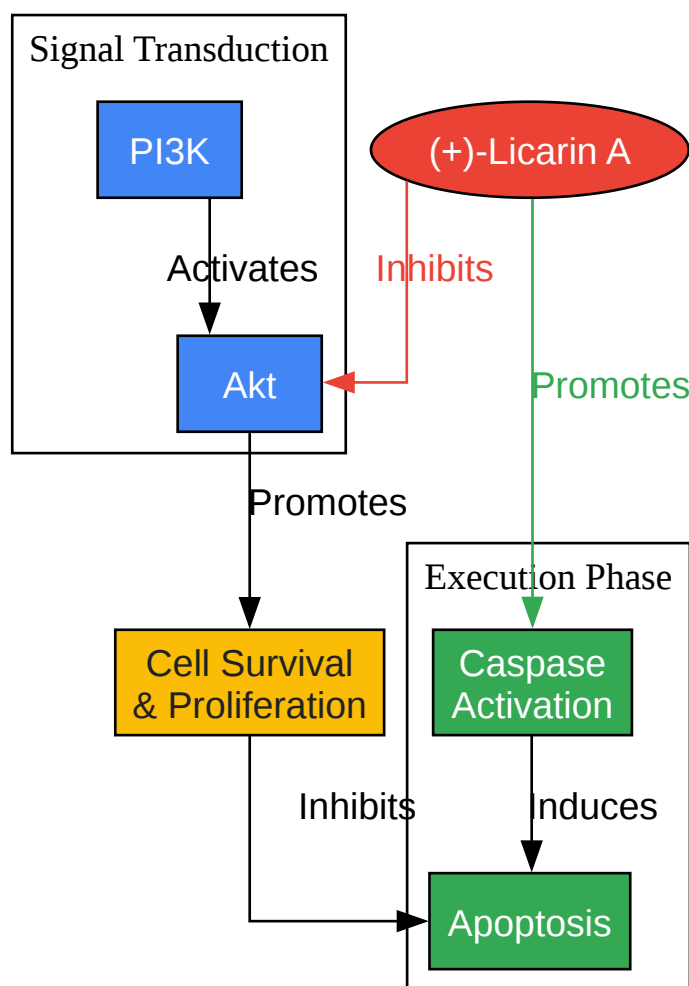 Signal Transduction
PI3K
(+)-Licarin A
Activates
Inhibits
Akt
Promotes
Promotes
Execution Phase
Cell Survival
& Proliferation
Caspase
Activation
Inhibits
Induces
Apoptosis